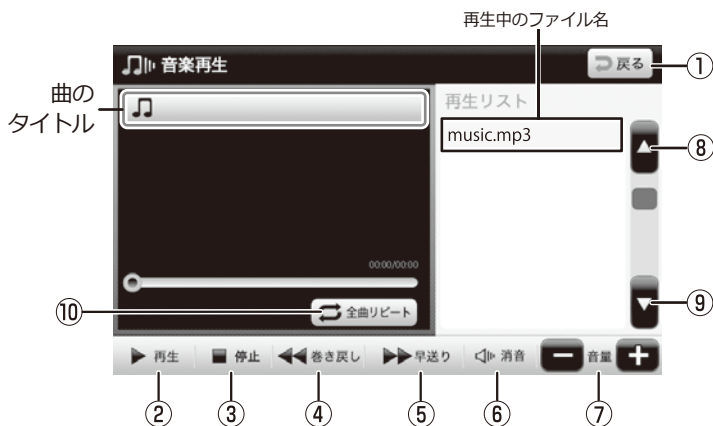 再生中のファイル名
音楽再生
戻る
①
曲の
タイトル
再生リスト
music.mp3
⑧
00:00/00:00
⑩
全曲リピート
⑨
再生
停止
巻き戻し
早送り
消音
音量
②
③
④
⑤
⑥
⑦